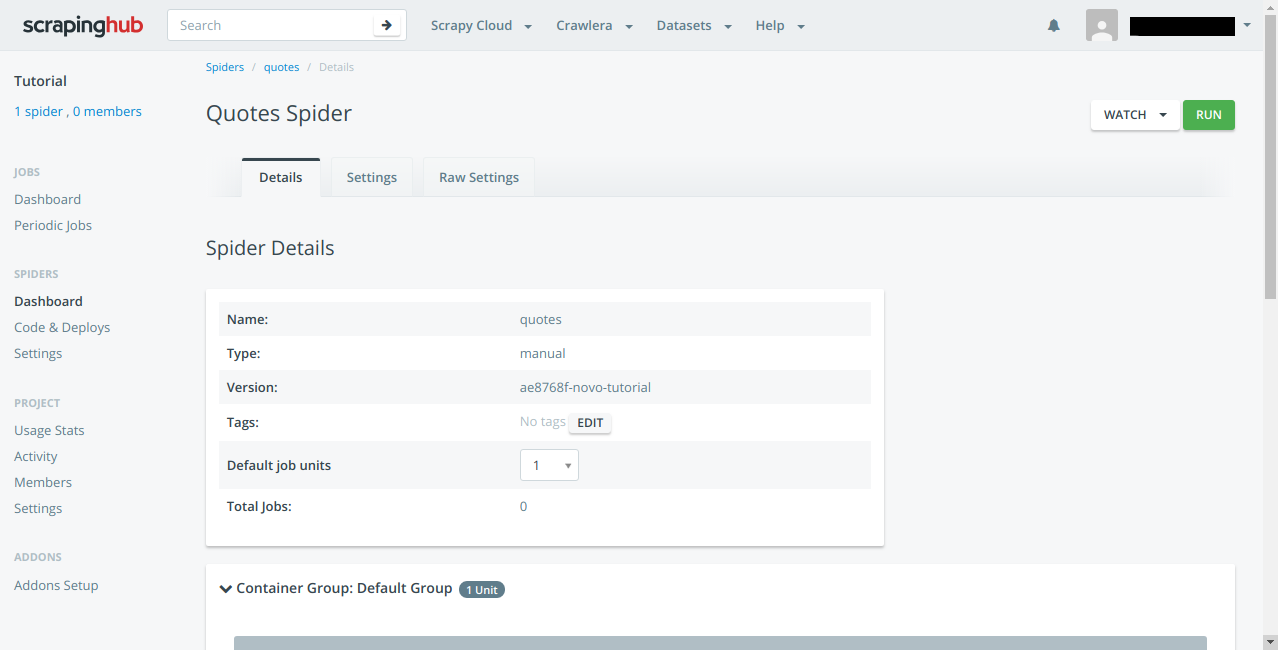 scrapinghub
Search
Scrapy Cloud
Crawlera
Datasets
Help
Tutorial
1 spider , 0 members
JOBS
Dashboard
Periodic Jobs
SPIDERS
Dashboard
Code & Deploys
Settings
PROJECT
Usage Stats
Activity
Members
Settings
ADDONS
Addons Setup
Spiders / quotes / Details
Quotes Spider
WATCH
RUN
Details
Settings
Raw Settings
Spider Details
Name: quotes
Type: manual
Version: ae8768f-novo-tutorial
Tags: No tags EDIT
Default job units 1
Total Jobs: 0
Container Group: Default Group 1 Unit